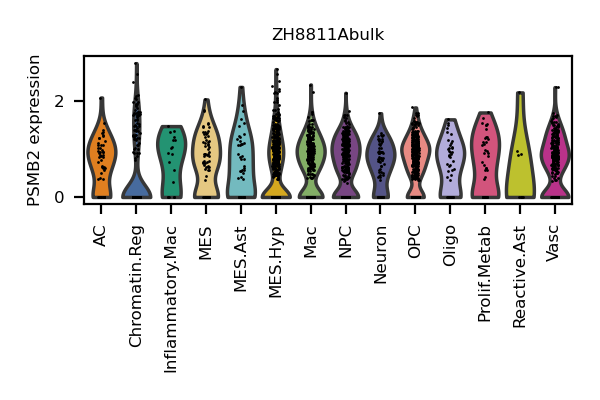 ZH8811Abulk
PSMB2 expression
2
0
AC
Chromatin.Reg
Inflammatory.Mac
MES
MES.Ast
MES.Hyp
Mac
NPC
Neuron
OPC
Oligo
Prolif.Metab
Reactive.Ast
Vasc